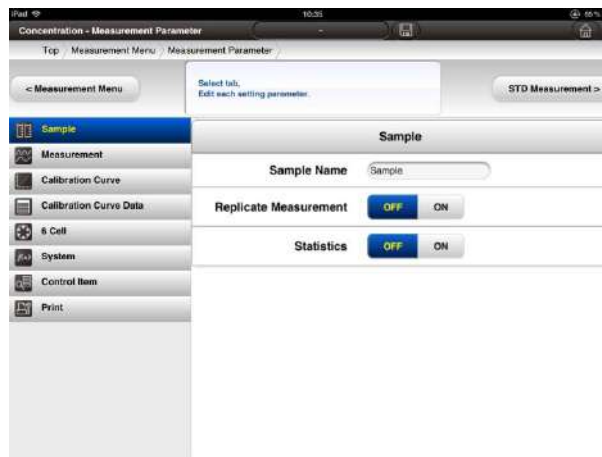 iPad 10:35 65%
Concentration - Measurement Parameter -
Top / Measurement Menu / Measurement Parameter /
< Measurement Menu
Select tab,
Edit each setting parameter.
STD Measurement >
Sample
Measurement
Calibration Curve
Calibration Curve Data
6 Cell
System
Control Item
Print
Sample
Sample Name Sample
Replicate Measurement OFF ON
Statistics OFF ON